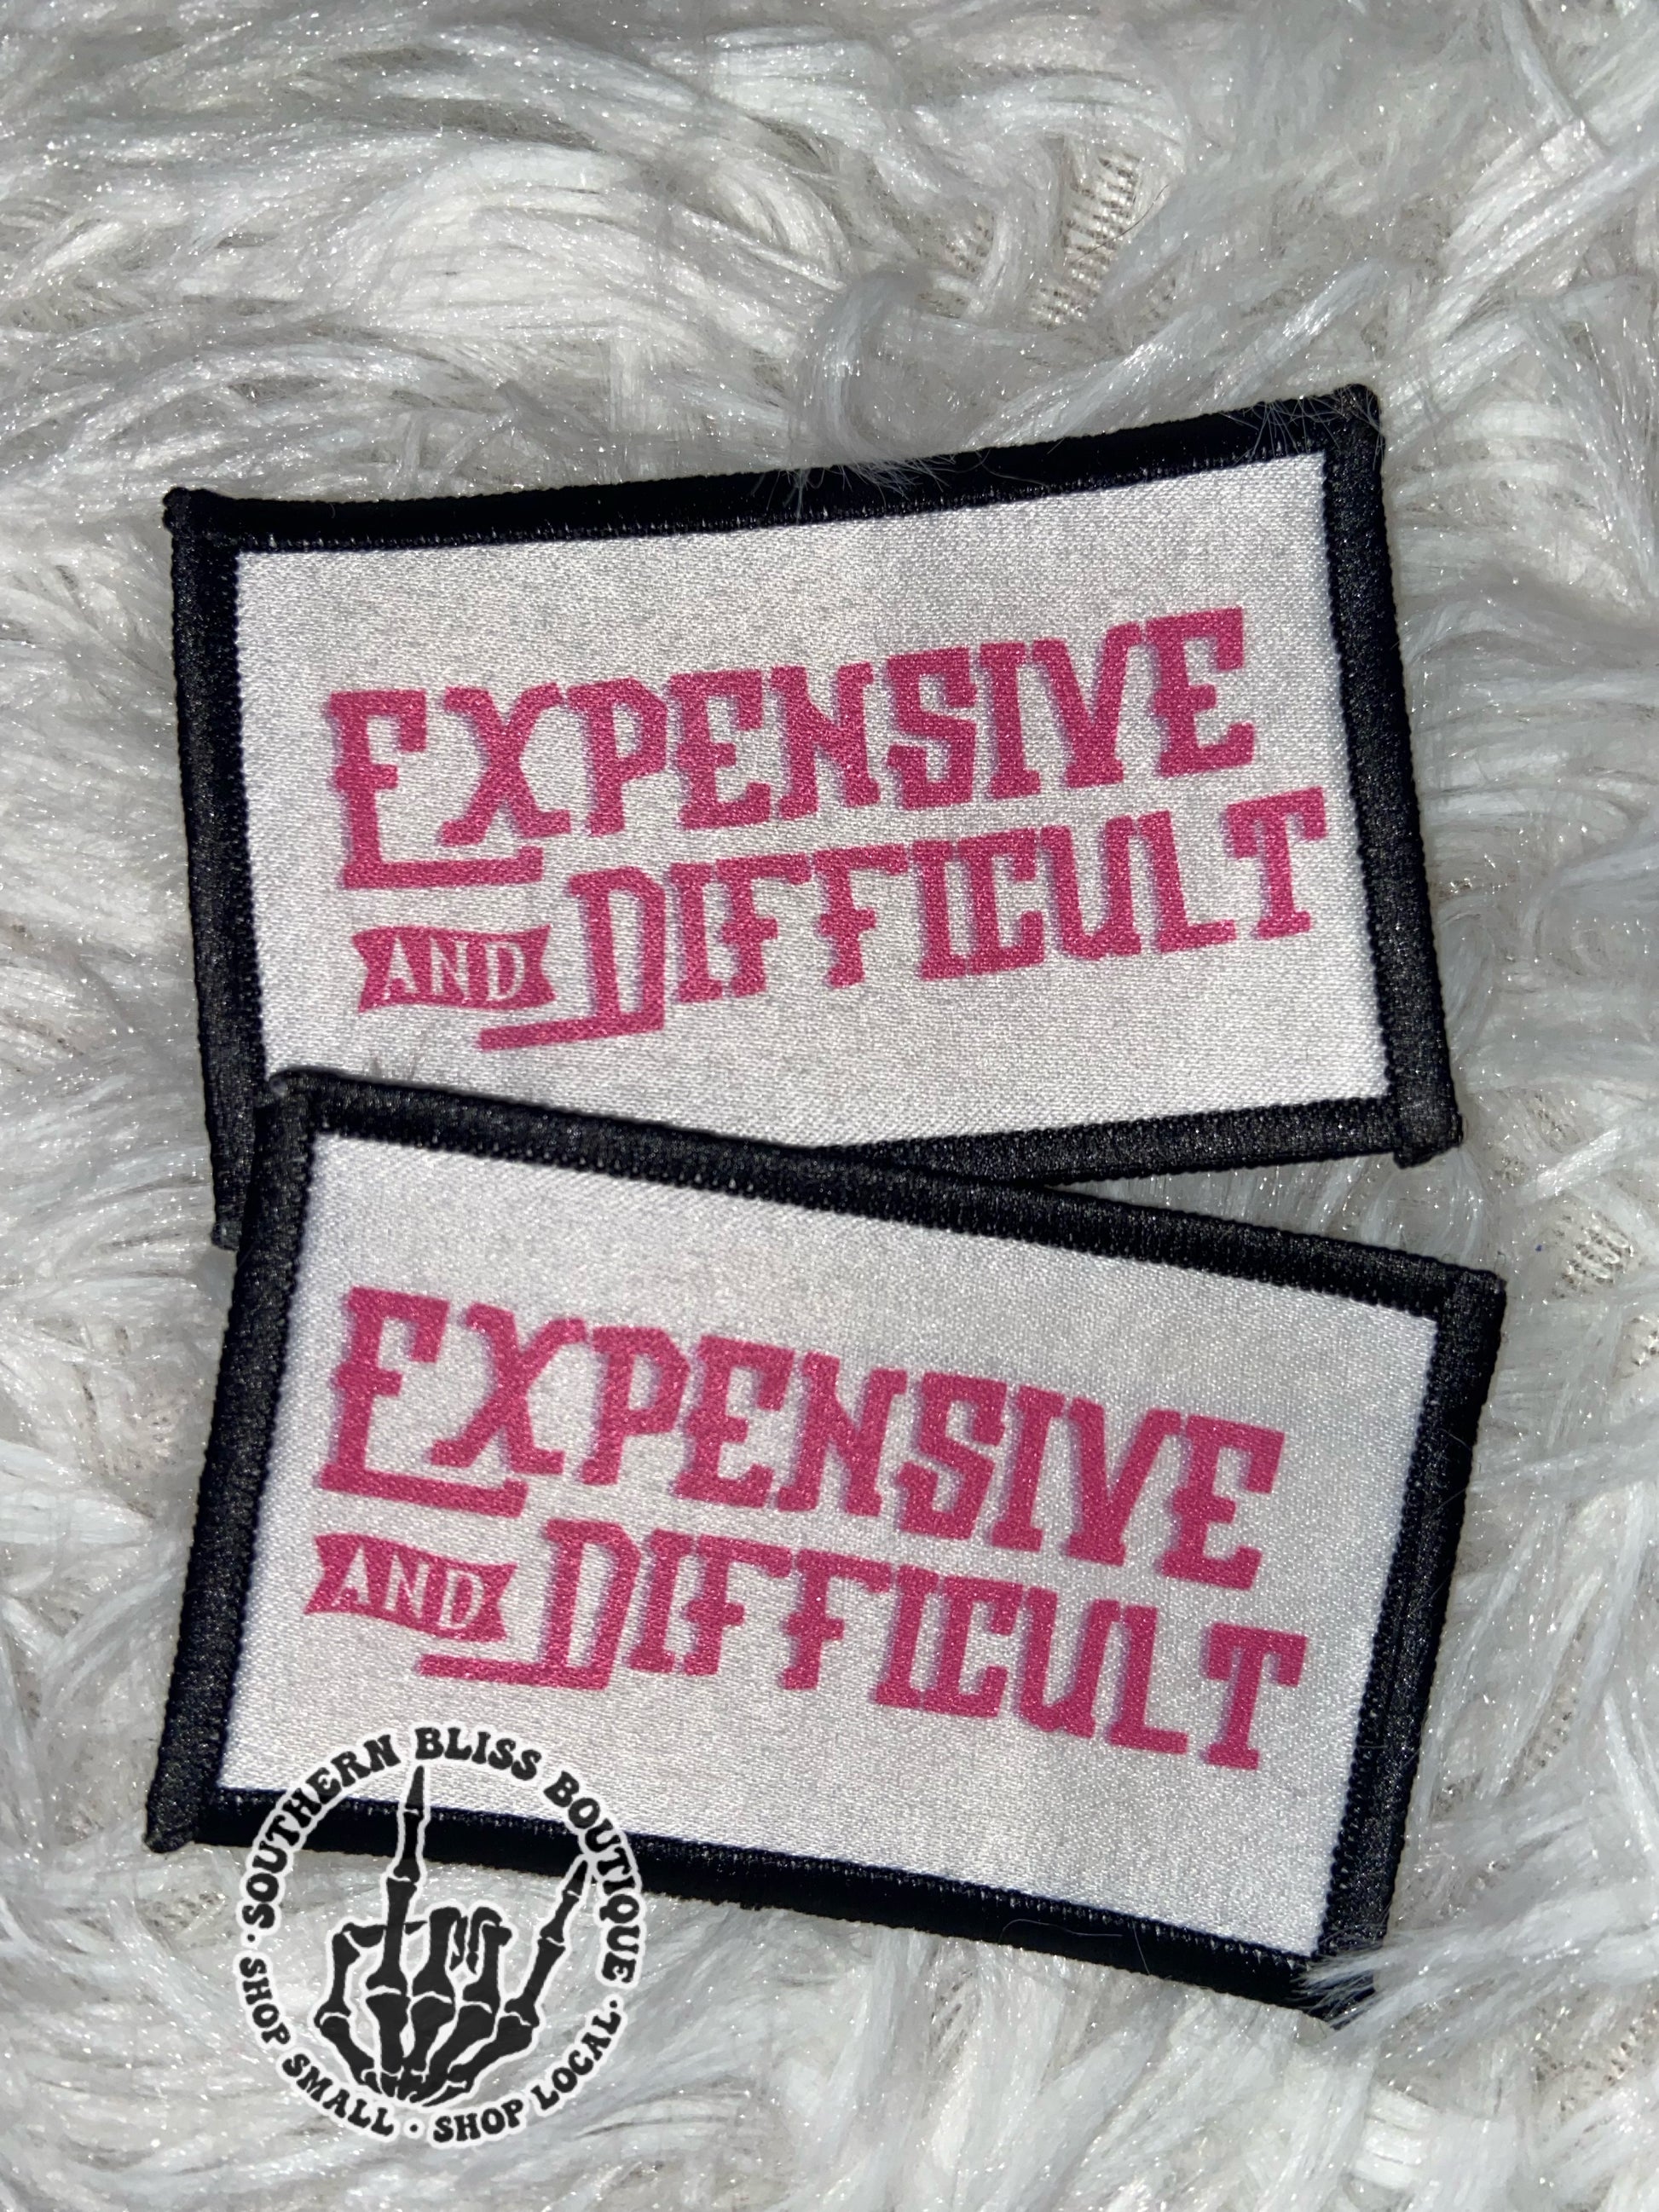 EXPENSIVE
AND DIFFICULT
EXPENSIVE
AND DIFFICULT
SOUTHERN BLISS BOUTIQUE
· SHOP SMALL · SHOP LOCAL ·